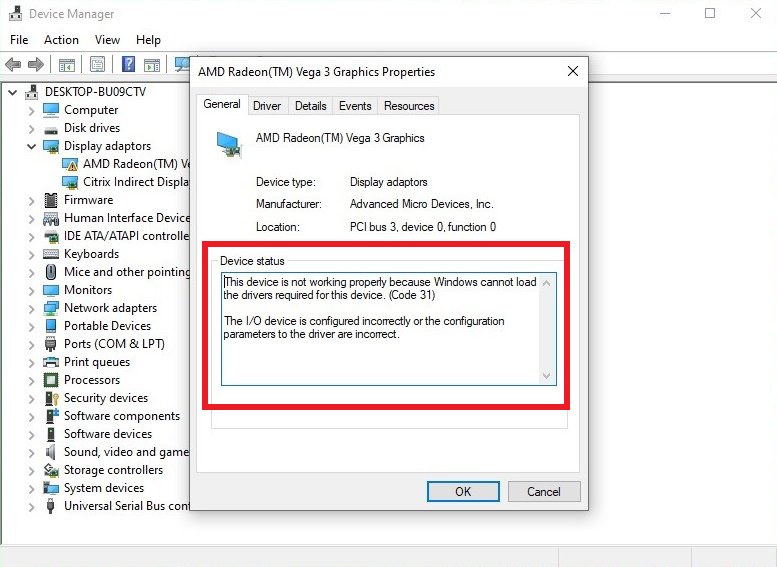 Device Manager
File Action View Help
DESKTOP-BU09CTV
Computer
Disk drives
Display adaptors
AMD Radeon(TM) Ve
Citrix Indirect Displa
Firmware
Human Interface Device
IDE ATA/ATAPI controlle
Keyboards
Mice and other pointing
Monitors
Network adapters
Portable Devices
Ports (COM & LPT)
Print queues
Processors
Security devices
Software components
Software devices
Sound, video and game
Storage controllers
System devices
Universal Serial Bus cont
AMD Radeon(TM) Vega 3 Graphics Properties
General Driver Details Events Resources
AMD Radeon(TM) Vega 3 Graphics
Device type: Display adaptors
Manufacturer: Advanced Micro Devices, Inc.
Location: PCI bus 3, device 0, function 0
Device status
This device is not working properly because Windows cannot load
the drivers required for this device. (Code 31)
The I/O device is configured incorrectly or the configuration
parameters to the driver are incorrect.
OK Cancel